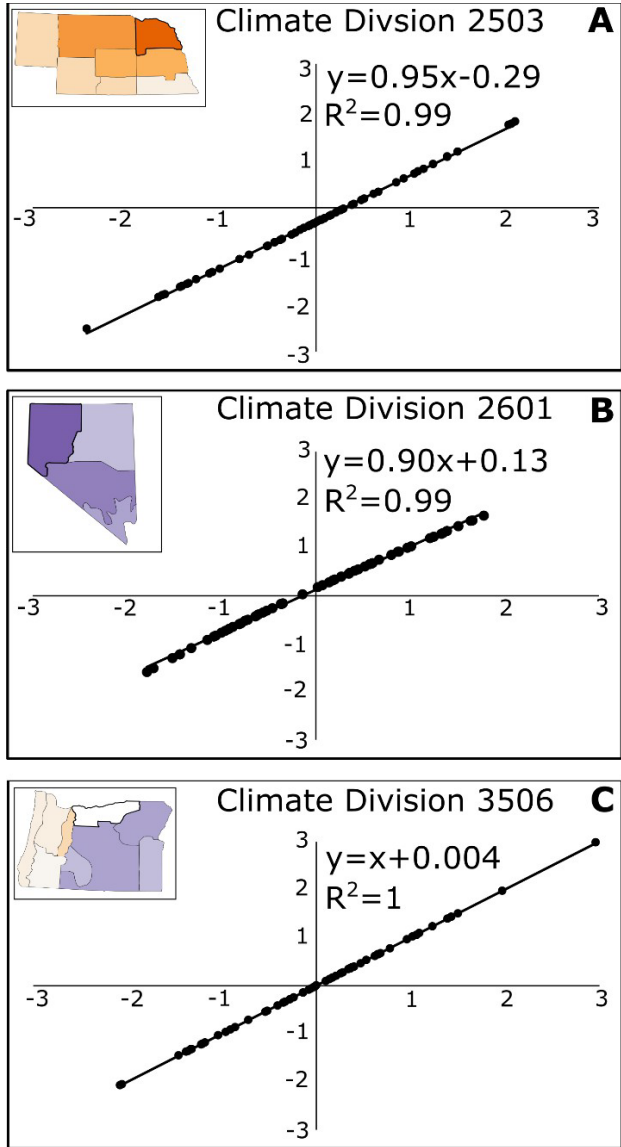 Climate Divsion 2503 A
3
y=0.95x-0.29
2
R²=0.99
1
-3 -2 -1 1 2 3
-1
-2
-3
Climate Division 2601 B
3
y=0.90x+0.13
2
R²=0.99
1
-3 -2 -1 1 2 3
-1
-2
-3
Climate Division 3506 C
3
y=x+0.004
2
R²=1
1
-3 -2 -1 1 2 3
-1
-2
-3